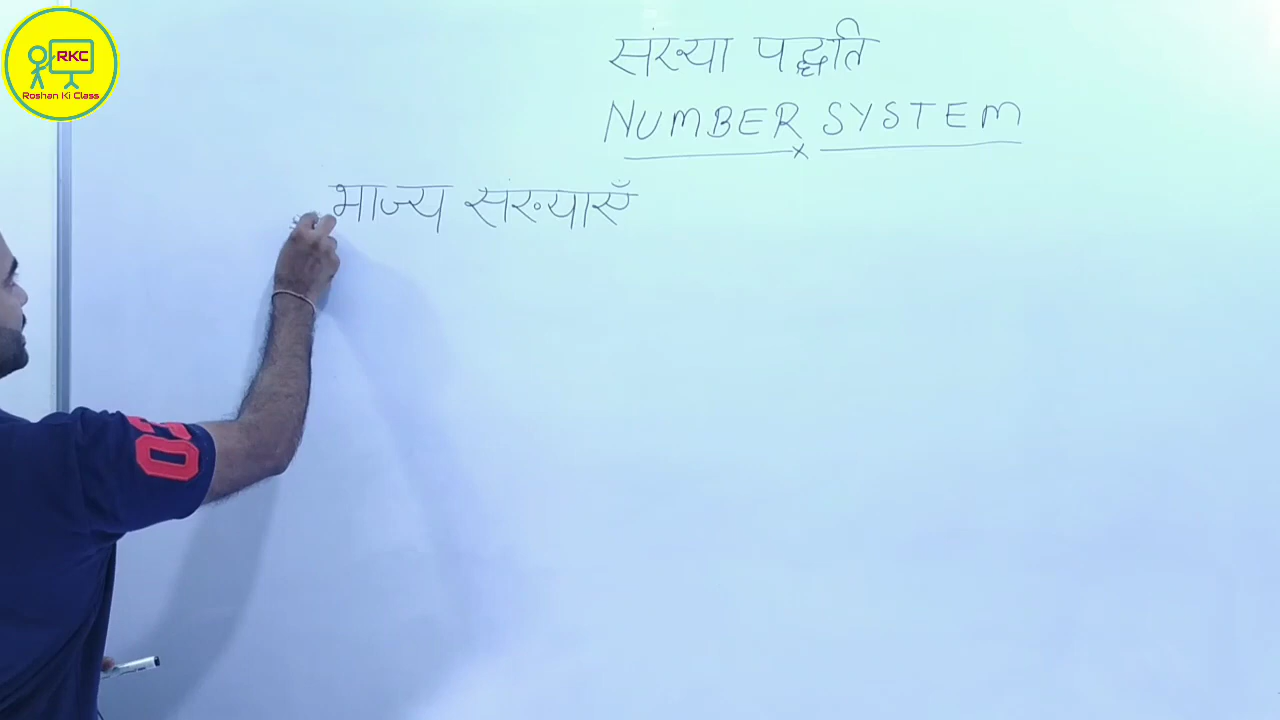 RKC
Roshan Ki Class
संख्या पद्धति
NUMBER SYSTEM
भाज्य संख्याएँ